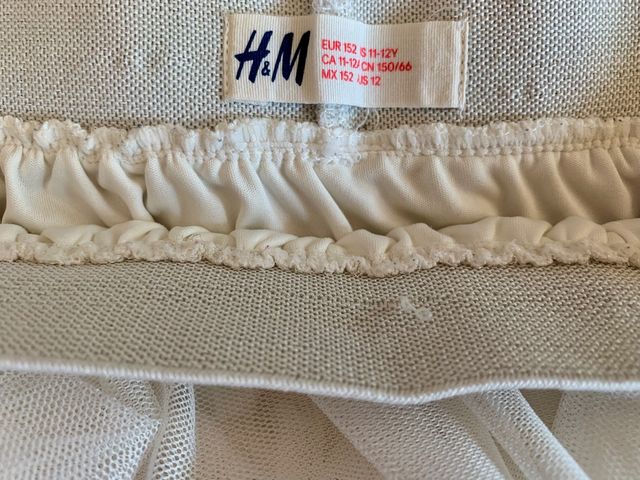 H&M
EUR 152 IS 11-12Y
CA 11-12 CN 150/66
MX 152 US 12